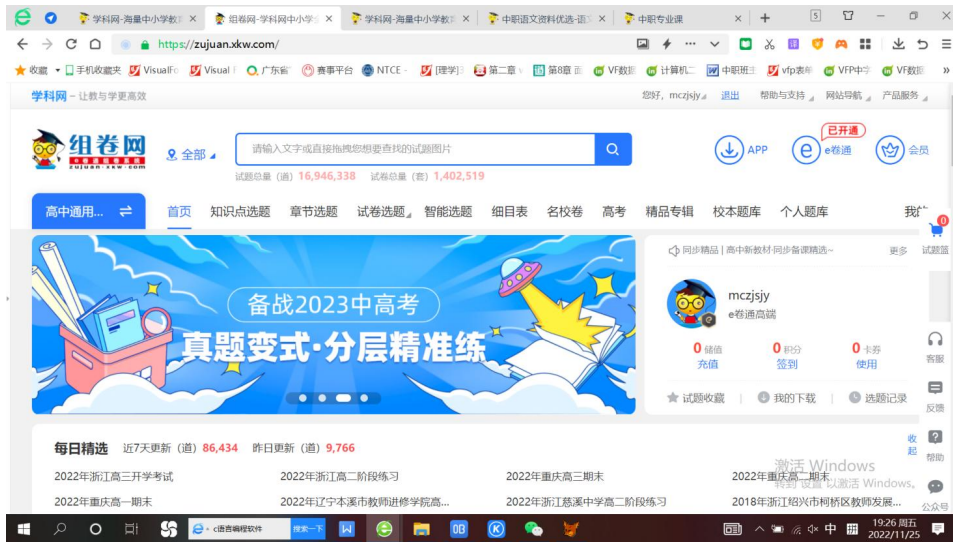 学科网-海量中小学教
组卷网-学科网中小学
学科网-海量中小学教
中职语文资料优选-语
中职专业课
https://zujuan.xkw.com/
收藏 手机收藏夹 VisualFo Visual 广东省 赛事平台 NTCE - [理学] 第二章 第8章 面 VF数据 计算机二 中职班主 vfp表单 VFP中字 VF数据 »
学科网 - 让教与学更高效 您好, mczjsjy 退出 帮助与支持 网站导航 产品服务
组卷网
zujuan.xkw.com
全部
请输入文字或直接拖拽您想要查找的试题图片
已开通
APP e卷通 会员
试题总量（道）16,946,338 试卷总量（套）1,402,519
高中通用... 首页 知识点选题 章节选题 试卷选题 智能选题 细目表 名校卷 高考 精品专辑 校本题库 个人题库
0
试题篮
备战2023中高考
真题变式·分层精准练
同步精品 | 高中新教材·同步备课精选~ 更多
mczjsjy
e卷通高端
0 储值 0 积分 0 卡券
充值 签到 使用
试题收藏 我的下载 选题记录
客服
反馈
帮助
公众号
每日精选 近7天更新（道）86,434 昨日更新（道）9,766
收起
2022年浙江高三开学考试 2022年浙江高二阶段练习 2022年重庆高三期末 2022年重庆高二期末
2022年重庆高一期末 2022年辽宁本溪市教师进修学院高... 2022年浙江慈溪中学高二阶段练习 2018年浙江绍兴市柯桥区教师发展...
激活 Windows
转到"设置"以激活 Windows。
c语言编程软件 搜索一下
中
19:26 周五
2022/11/25